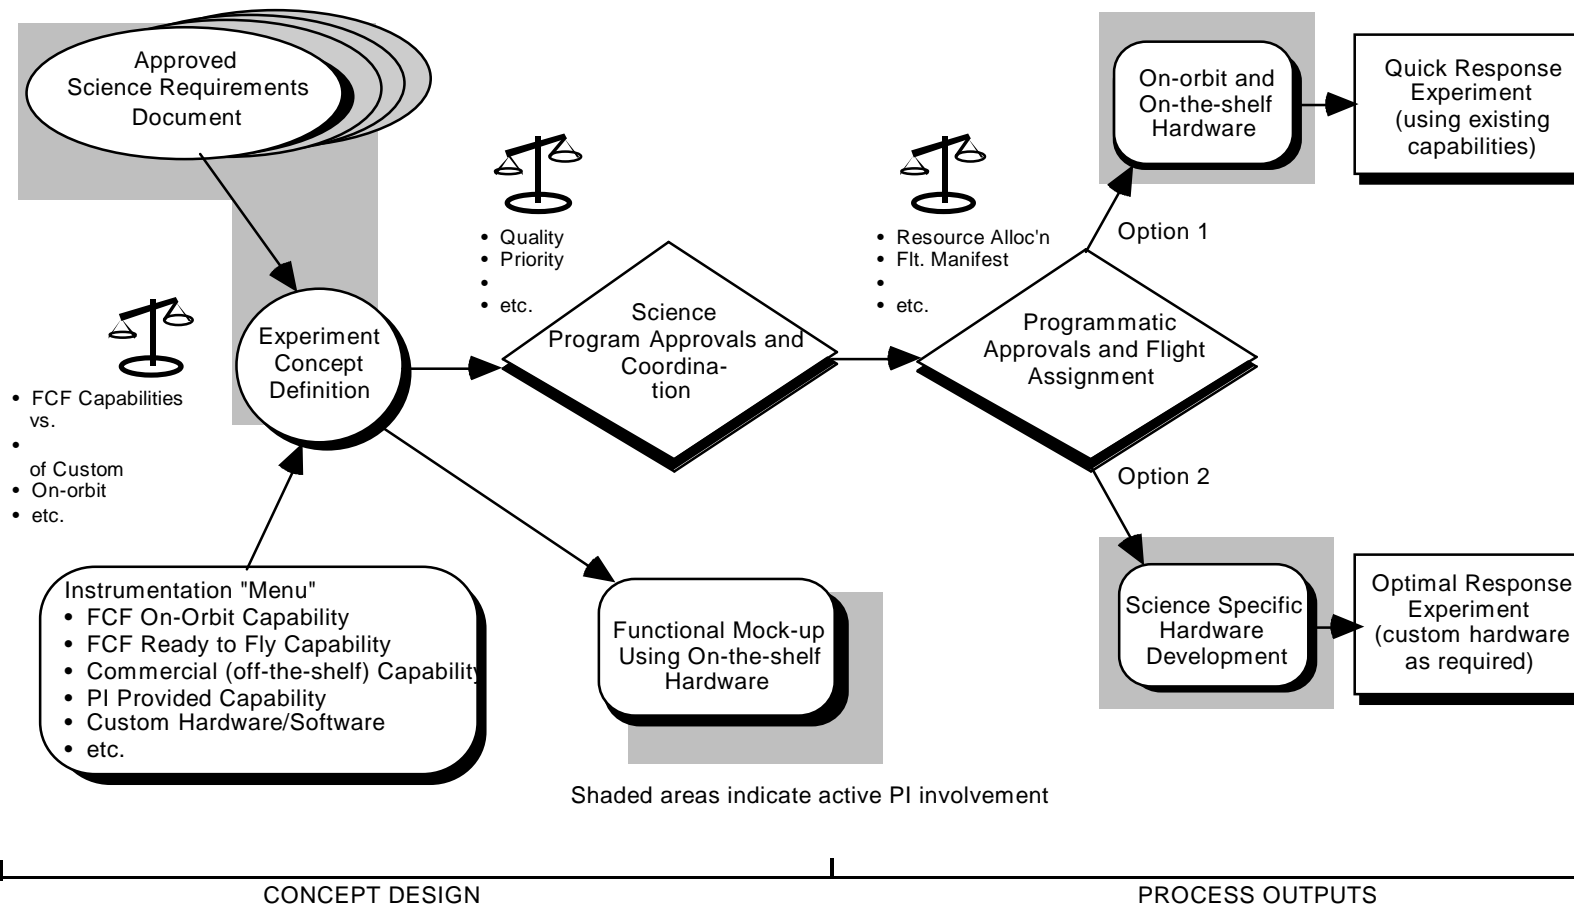 Approved
Science Requirements
Document
On-orbit and
On-the-shelf
Hardware
Quick Response
Experiment
(using existing
capabilities)
• Quality
• Priority
•
• etc.
• Resource Alloc'n
• Flt. Manifest
•
• etc.
Option 1
Experiment
Concept
Definition
Science
Program Approvals and
Coordina-
tion
Programmatic
Approvals and Flight
Assignment
• FCF Capabilities
vs.
•
of Custom
• On-orbit
• etc.
Option 2
Instrumentation "Menu"
• FCF On-Orbit Capability
• FCF Ready to Fly Capability
• Commercial (off-the-shelf) Capability
• PI Provided Capability
• Custom Hardware/Software
• etc.
Functional Mock-up
Using On-the-shelf
Hardware
Science Specific
Hardware
Development
Optimal Response
Experiment
(custom hardware
as required)
Shaded areas indicate active PI involvement
CONCEPT DESIGN
PROCESS OUTPUTS